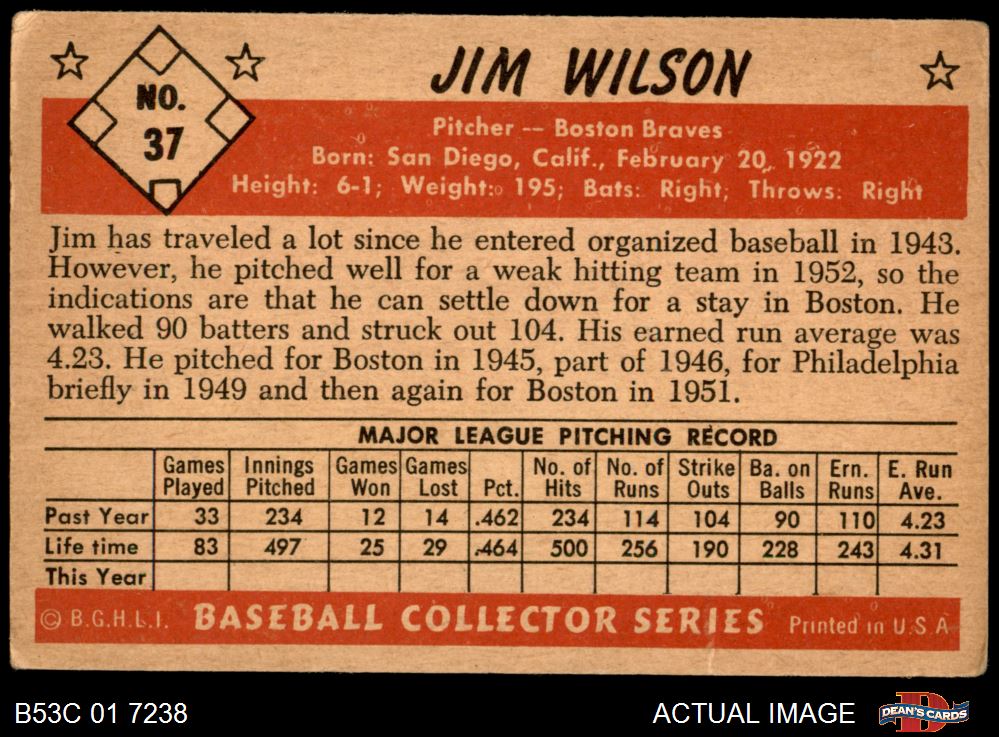 NO.
37
JIM WILSON
Pitcher -- Boston Braves
Born: San Diego, Calif., February 20, 1922
Height: 6-1; Weight: 195; Bats: Right; Throws: Right
Jim has traveled a lot since he entered organized baseball in 1943.
However, he pitched well for a weak hitting team in 1952, so the
indications are that he can settle down for a stay in Boston. He
walked 90 batters and struck out 104. His earned run average was
4.23. He pitched for Boston in 1945, part of 1946, for Philadelphia
briefly in 1949 and then again for Boston in 1951.
MAJOR LEAGUE PITCHING RECORD
Games Played Innings Pitched Games Won Games Lost Pct. No. of Hits No. of Runs Strike Outs Ba. on Balls Ern. Runs E. Run Ave.
Past Year 33 234 12 14 .462 234 114 104 90 110 4.23
Life time 83 497 25 29 .464 500 256 190 228 243 4.31
This Year
© B.G.H.L.I. BASEBALL COLLECTOR SERIES Printed in U.S.A
B53C 01 7238 ACTUAL IMAGE DEAN'S CARDS